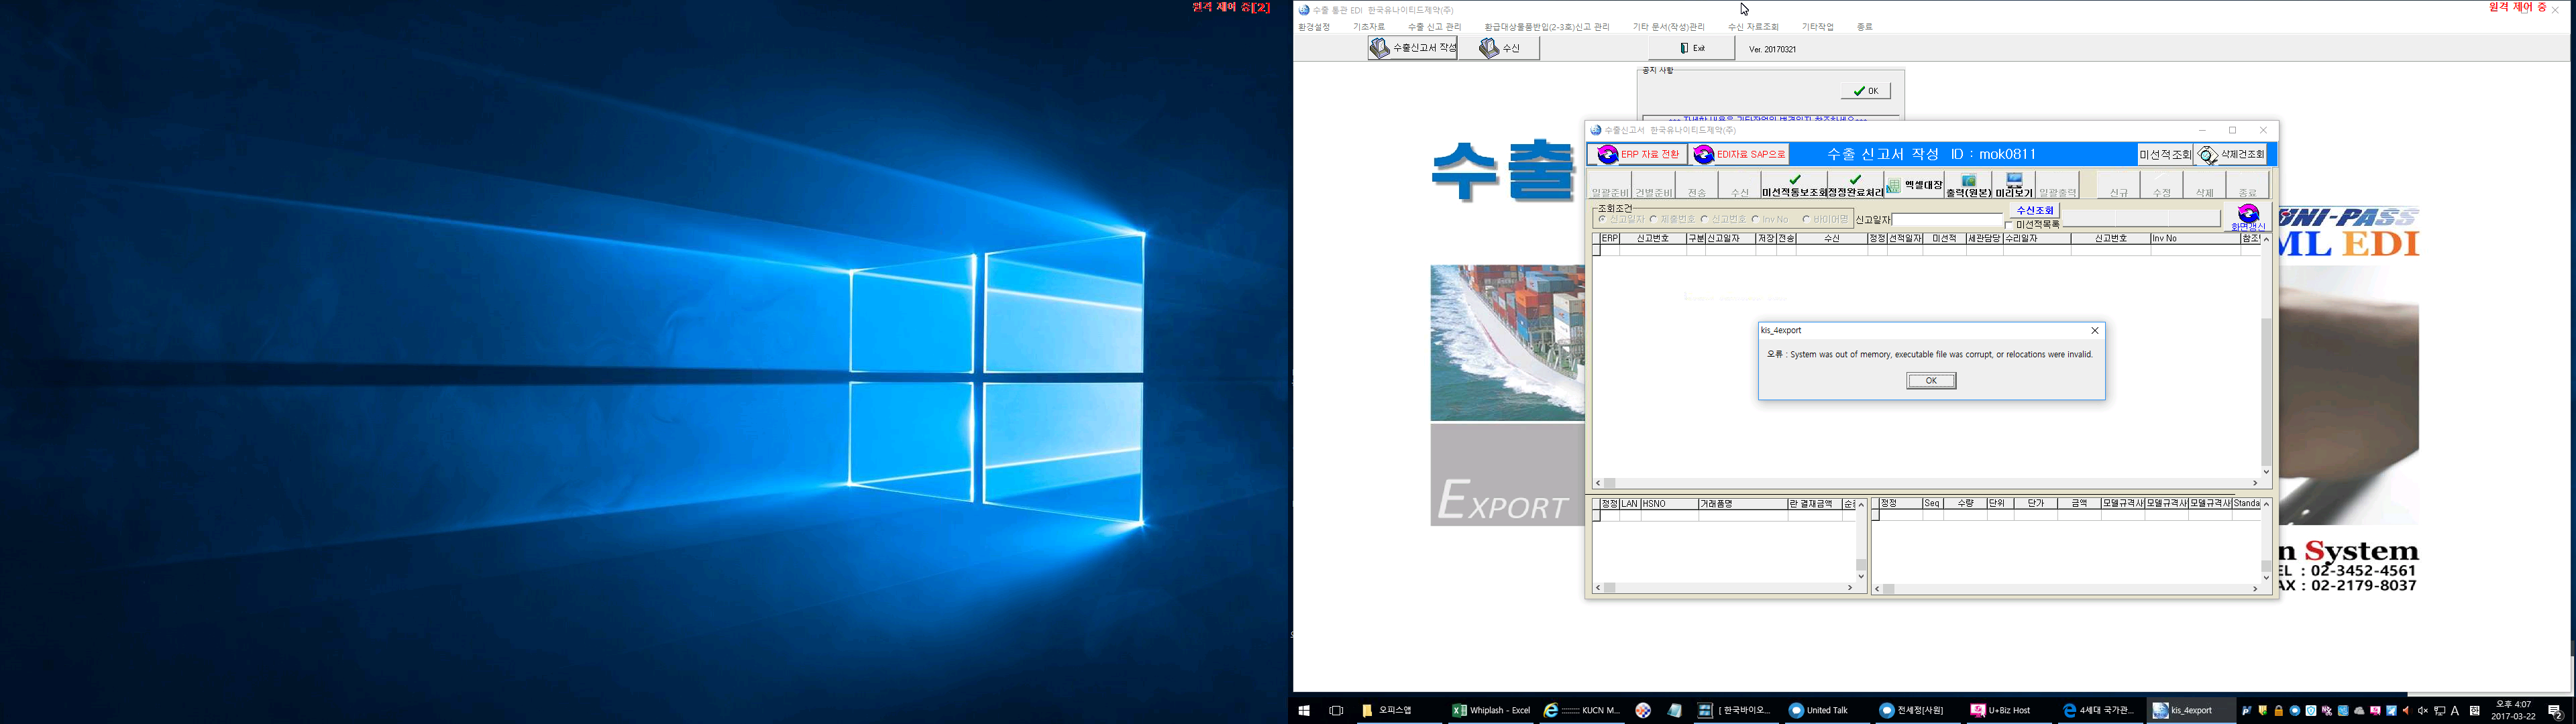 원격 제어 중[2]
수출 통관 EDI 한국유나이티드제약(주)
원격 제어 중
환경설정 기초자료 수출 신고 관리 환급대상물품반입(2-3호)신고 관리 기타 문서(작성)관리 수신 자료조회 기타작업 종료
수출신고서 작성 수신 Exit Ver. 20170321
공지 사항
OK
수출
수출신고서 한국유나이티드제약(주)
ERP 자료 전환 EDI자료 SAP으로 수출 신고서 작성 ID : mok0811 미선적조회 삭제건조회
일괄준비 건별준비 전송 수신 미선적통보조회 정정완료처리 엑셀대장 출력(원본) 미리보기 일괄출력 신규 수정 삭제 종료
조회조건
신고일자 제출번호 신고번호 Inv No 바이어명 신고일자 수신조회 미선적목록 화면갱신
ERP 신고번호 구분 신고일자 저장 전송 수신 정정 선적일자 미선적 세관담당 수리일자 신고번호 Inv No 참조
UNI-PASS
ML EDI
kis_4export
오류 : System was out of memory, executable file was corrupt, or relocations were invalid.
OK
EXPORT
정정 LAN HSNO 거래품명 란 결재금액
정정 Seq 수량 단위 단가 금액 모델규격사 모델규격사 모델규격사 Standa
n System
EL : 02-3452-4561
AX : 02-2179-8037
오피스앱 Whiplash - Excel KUCN M... [ 한국바이오... United Talk 전세정[사원] U+Biz Host 4세대 국가관... kis_4export
A
오후 4:07
2017-03-22